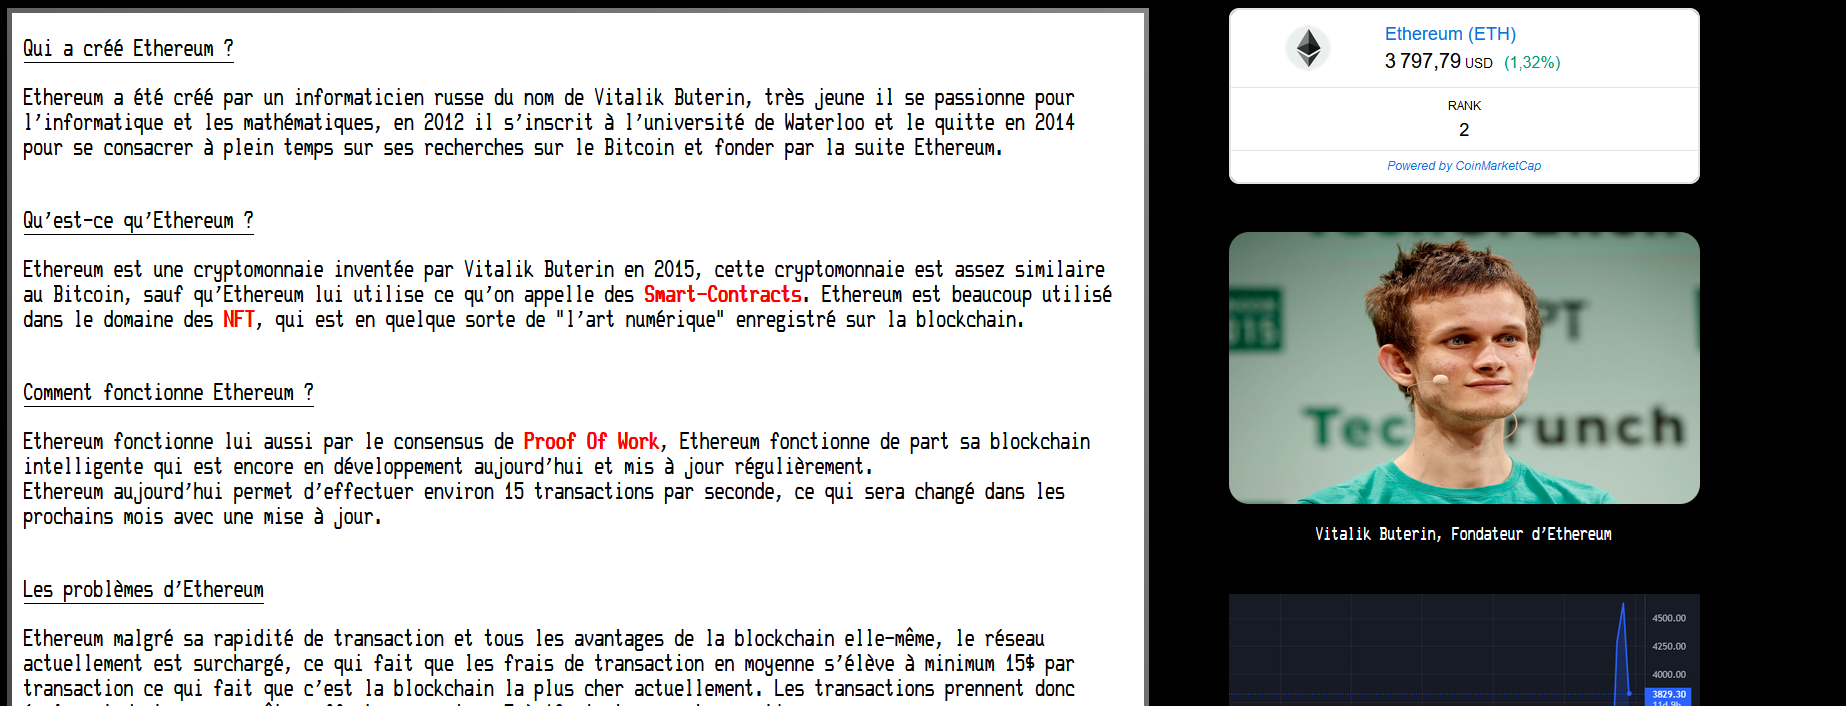 Qui a créé Ethereum ?
Ethereum a été créé par un informaticien russe du nom de Vitalik Buterin, très jeune il se passionne pour
l'informatique et les mathématiques, en 2012 il s'inscrit à l'université de Waterloo et le quitte en 2014
pour se consacrer à plein temps sur ses recherches sur le Bitcoin et fonder par la suite Ethereum.
Qu'est-ce qu'Ethereum ?
Ethereum est une cryptomonnaie inventée par Vitalik Buterin en 2015, cette cryptomonnaie est assez similaire
au Bitcoin, sauf qu'Ethereum lui utilise ce qu'on appelle des Smart-Contracts. Ethereum est beaucoup utilisé
dans le domaine des NFT, qui est en quelque sorte de "l'art numérique" enregistré sur la blockchain.
Comment fonctionne Ethereum ?
Ethereum fonctionne lui aussi par le consensus de Proof Of Work, Ethereum fonctionne de part sa blockchain
intelligente qui est encore en développement aujourd'hui et mis à jour régulièrement.
Ethereum aujourd'hui permet d'effectuer environ 15 transactions par seconde, ce qui sera changé dans les
prochains mois avec une mise à jour.
Les problèmes d'Ethereum
Ethereum malgré sa rapidité de transaction et tous les avantages de la blockchain elle-même, le réseau
actuellement est surchargé, ce qui fait que les frais de transaction en moyenne s'élève à minimum 15$ par
transaction ce qui fait que c'est la blockchain la plus cher actuellement. Les transactions prennent donc
Ethereum (ETH)
3 797,79 USD (1,32%)
RANK
2
Powered by CoinMarketCap
2015
PT
Tec runch
Vitalik Buterin, Fondateur d'Ethereum
4500.00
4250.00
4000.00
3829.30
11d 9h